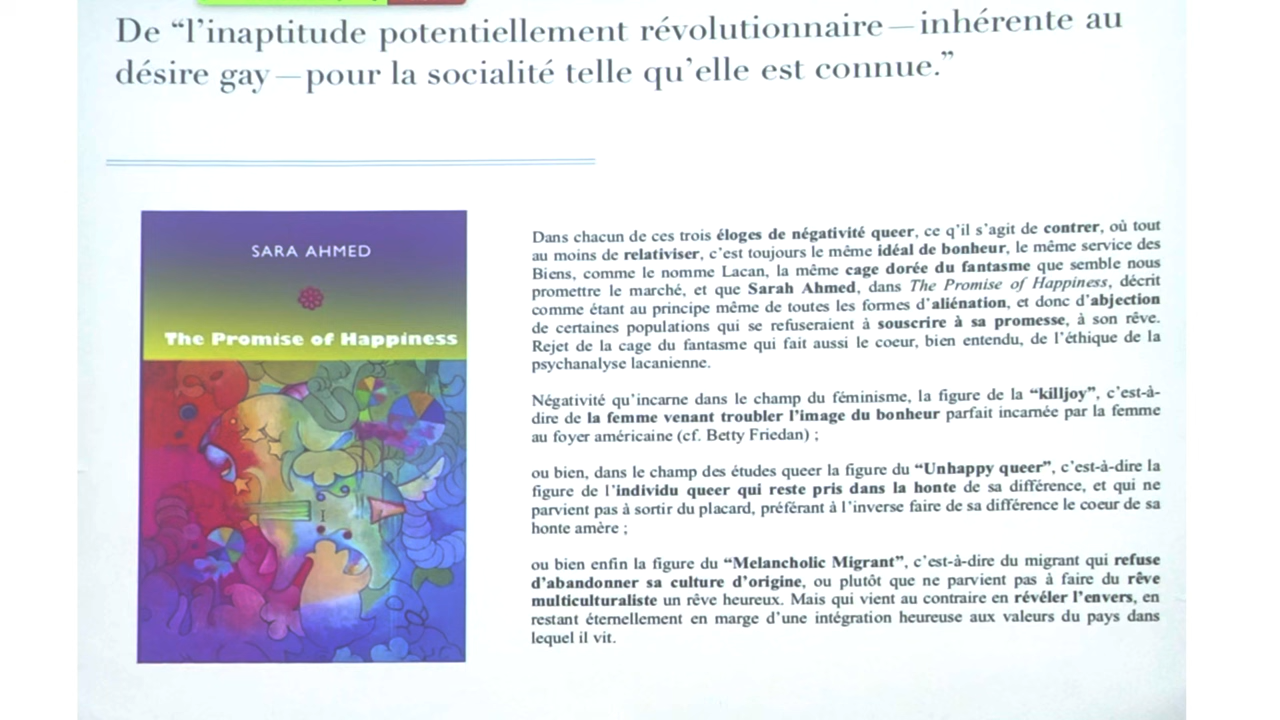 De “l’inaptitude potentiellement révolutionnaire—inhérente au
désire gay—pour la socialité telle qu’elle est connue.”
SARA AHMED
The Promise of Happiness
Dans chacun de ces trois éloges de négativité queer, ce q’il s’agit de contrer, où tout
au moins de relativiser, c’est toujours le même idéal de bonheur, le même service des
Biens, comme le nomme Lacan, la même cage dorée du fantasme que semble nous
promettre le marché, et que Sarah Ahmed, dans The Promise of Happiness, décrit
comme étant au principe même de toutes les formes d’aliénation, et donc d’abjection
de certaines populations qui se refuseraient à souscrire à sa promesse, à son rêve.
Rejet de la cage du fantasme qui fait aussi le coeur, bien entendu, de l’éthique de la
psychanalyse lacanienne.
Négativité qu’incarne dans le champ du féminisme, la figure de la “killjoy”, c’est-à-
dire de la femme venant troubler l’image du bonheur parfait incarnée par la femme
au foyer américaine (cf. Betty Friedan) ;
ou bien, dans le champ des études queer la figure du “Unhappy queer”, c’est-à-dire la
figure de l’individu queer qui reste pris dans la honte de sa différence, et qui ne
parvient pas à sortir du placard, préférant à l’inverse faire de sa différence le coeur de sa
honte amère ;
ou bien enfin la figure du “Melancholic Migrant”, c’est-à-dire du migrant qui refuse
d’abandonner sa culture d’origine, ou plutôt que ne parvient pas à faire du rêve
multiculturaliste un rêve heureux. Mais qui vient au contraire en révéler l’envers, en
restant éternellement en marge d’une intégration heureuse aux valeurs du pays dans
lequel il vit.